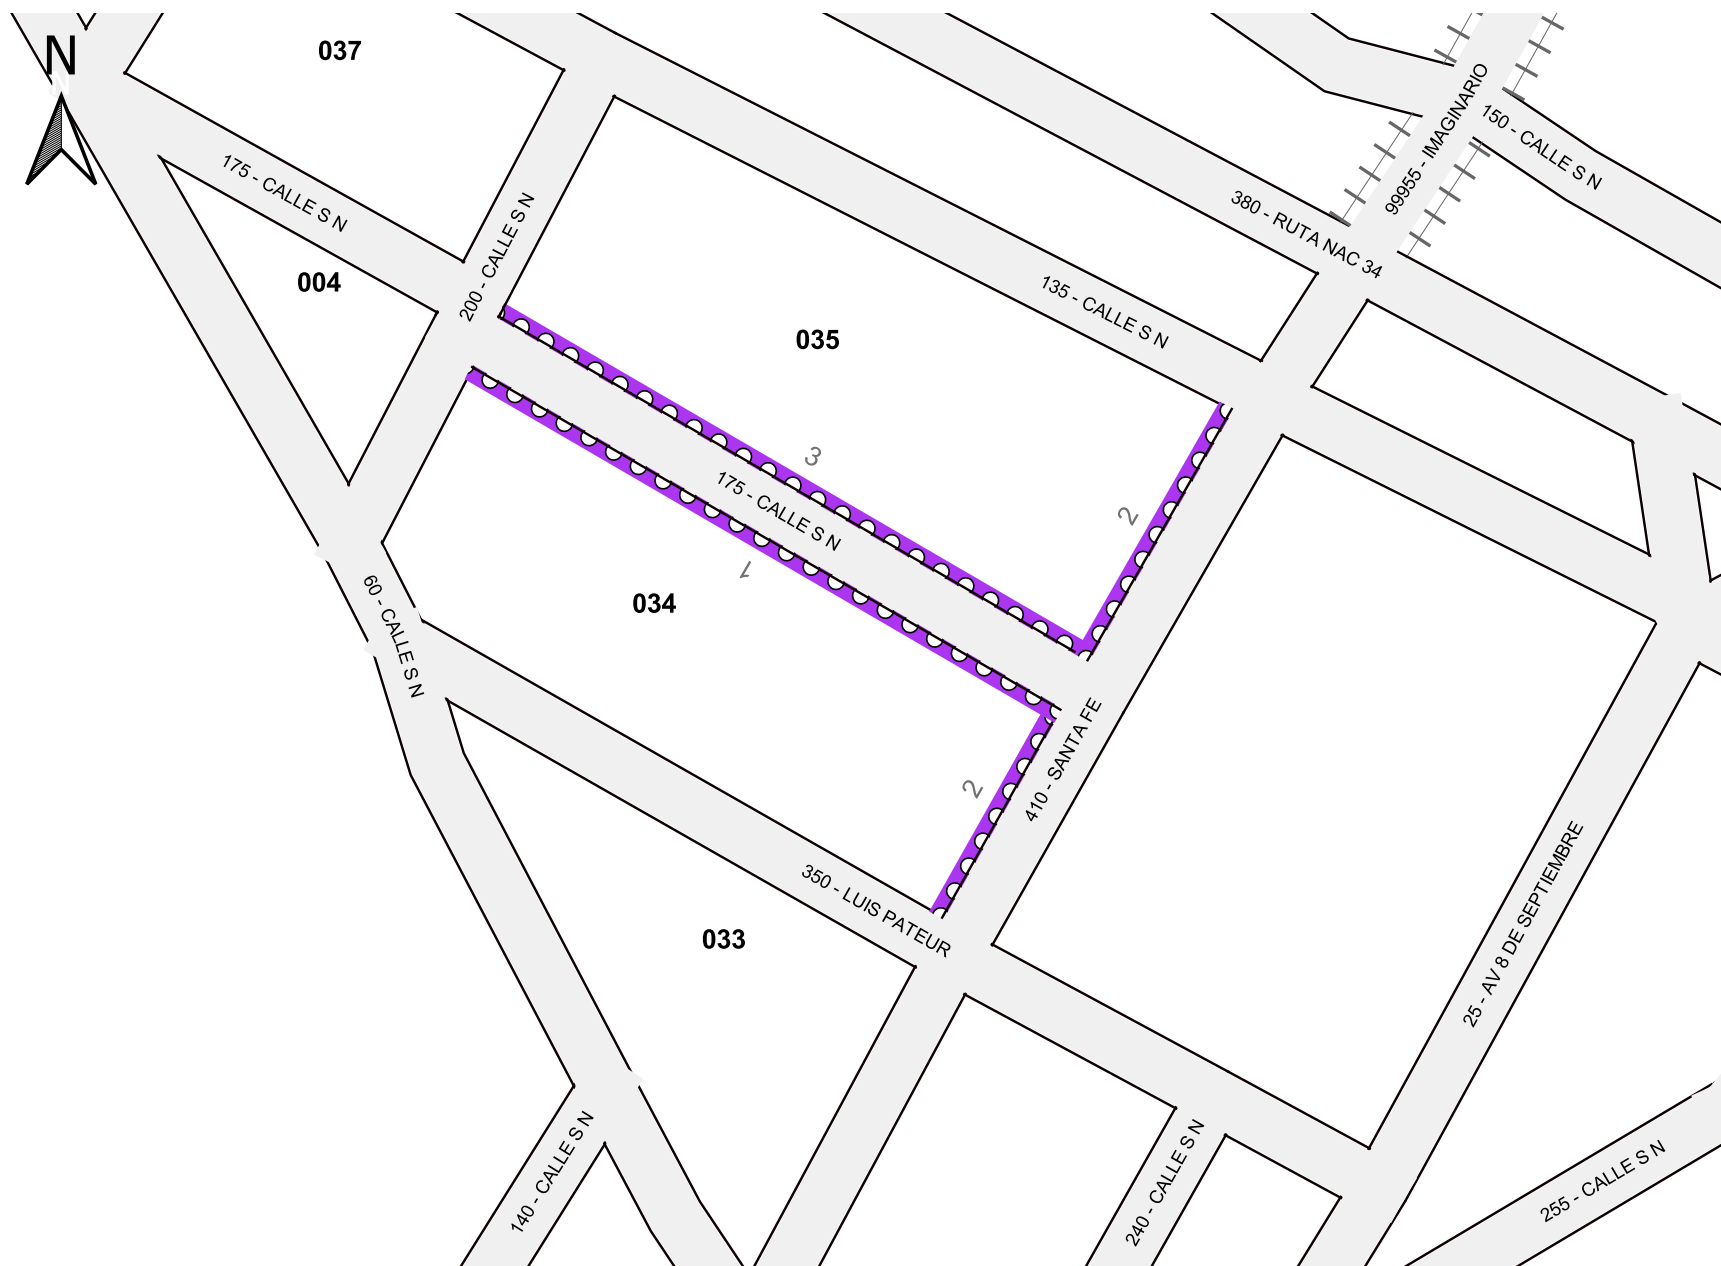 037
N
99955 - IMAGINARIO
150 - CALLE S N
175 - CALLE S N
380 - RUTA NAC 34
200 - CALLE S N
004
135 - CALLE S N
035
3
175 - CALLE S N
2
1
034
60 - CALLE S N
410 - SANTA FE
2
350 - LUIS PATEUR
033
25 - AV 8 DE SEPTIEMBRE
140 - CALLE S N
240 - CALLE S N
255 - CALLE S N